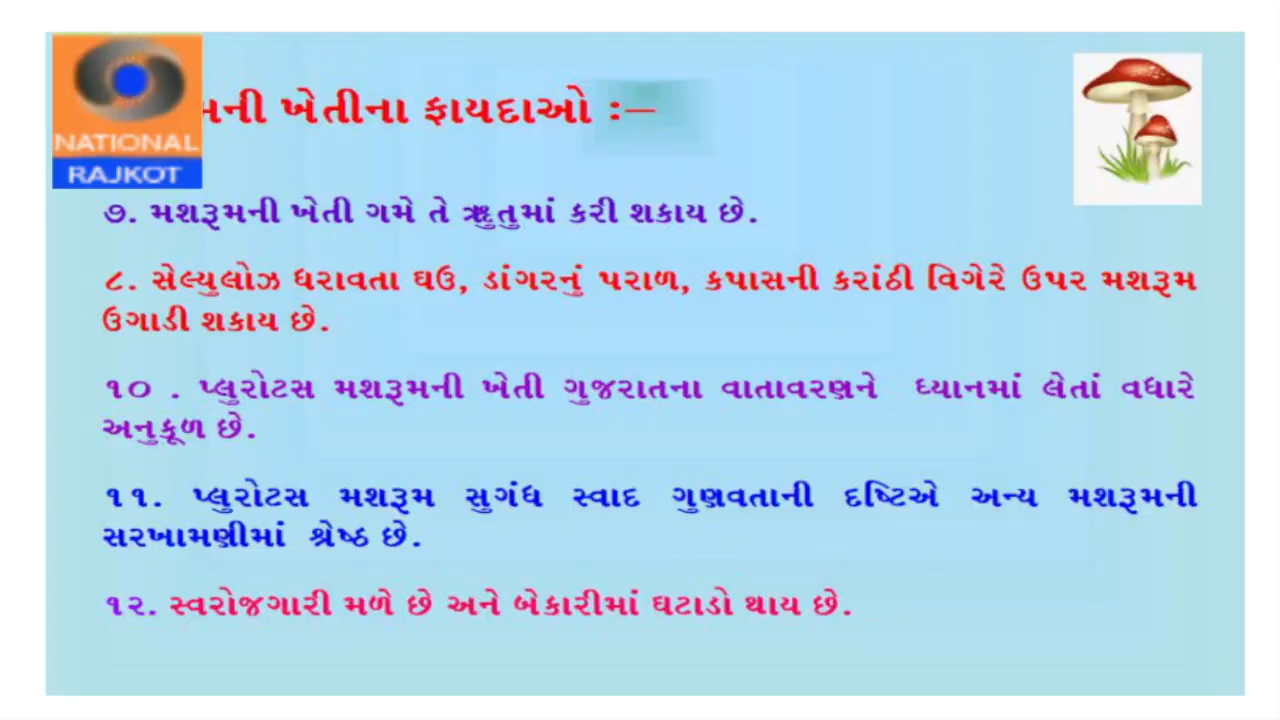 NATIONAL
RAJKOT
ખેતીના ફાયદાઓ :–
૭. મશરૂમની ખેતી ગમે તે ઋતુમાં કરી શકાય છે.
૮. સેલ્યુલોઝ ધરાવતા ઘઉ, ડાંગરનું પરાળ, કપાસની કરાંઠી વિગેરે ઉપર મશરૂમ
ઉગાડી શકાય છે.
૧૦ . પ્લુરોટસ મશરૂમની ખેતી ગુજરાતના વાતાવરણને ધ્યાનમાં લેતાં વધારે
અનુકૂળ છે.
૧૧. પ્લુરોટસ મશરૂમ સુગંધ સ્વાદ ગુણવતાની દષ્ટિએ અન્ય મશરૂમની
સરખામણીમાં શ્રેષ્ઠ છે.
૧૨. સ્વરોજગારી મળે છે અને બેકારીમાં ઘટાડો થાય છે.